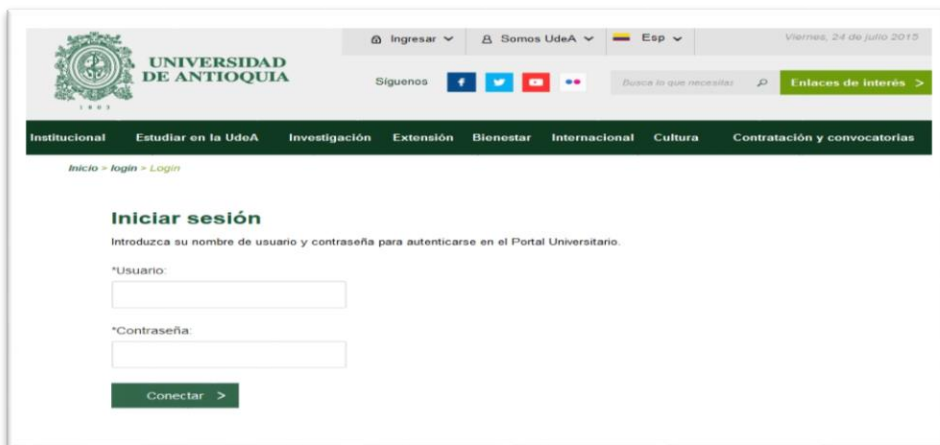 Ingresar Somos UdeA Esp Viernes, 24 de julio 2015
UNIVERSIDAD
DE ANTIOQUIA
1803
Síguenos Busca lo que necesitas Enlaces de interés >
Institucional Estudiar en la UdeA Investigación Extensión Bienestar Internacional Cultura Contratación y convocatorias
Inicio > login > Login
Iniciar sesión
Introduzca su nombre de usuario y contraseña para autenticarse en el Portal Universitario.
*Usuario:
*Contraseña:
Conectar >